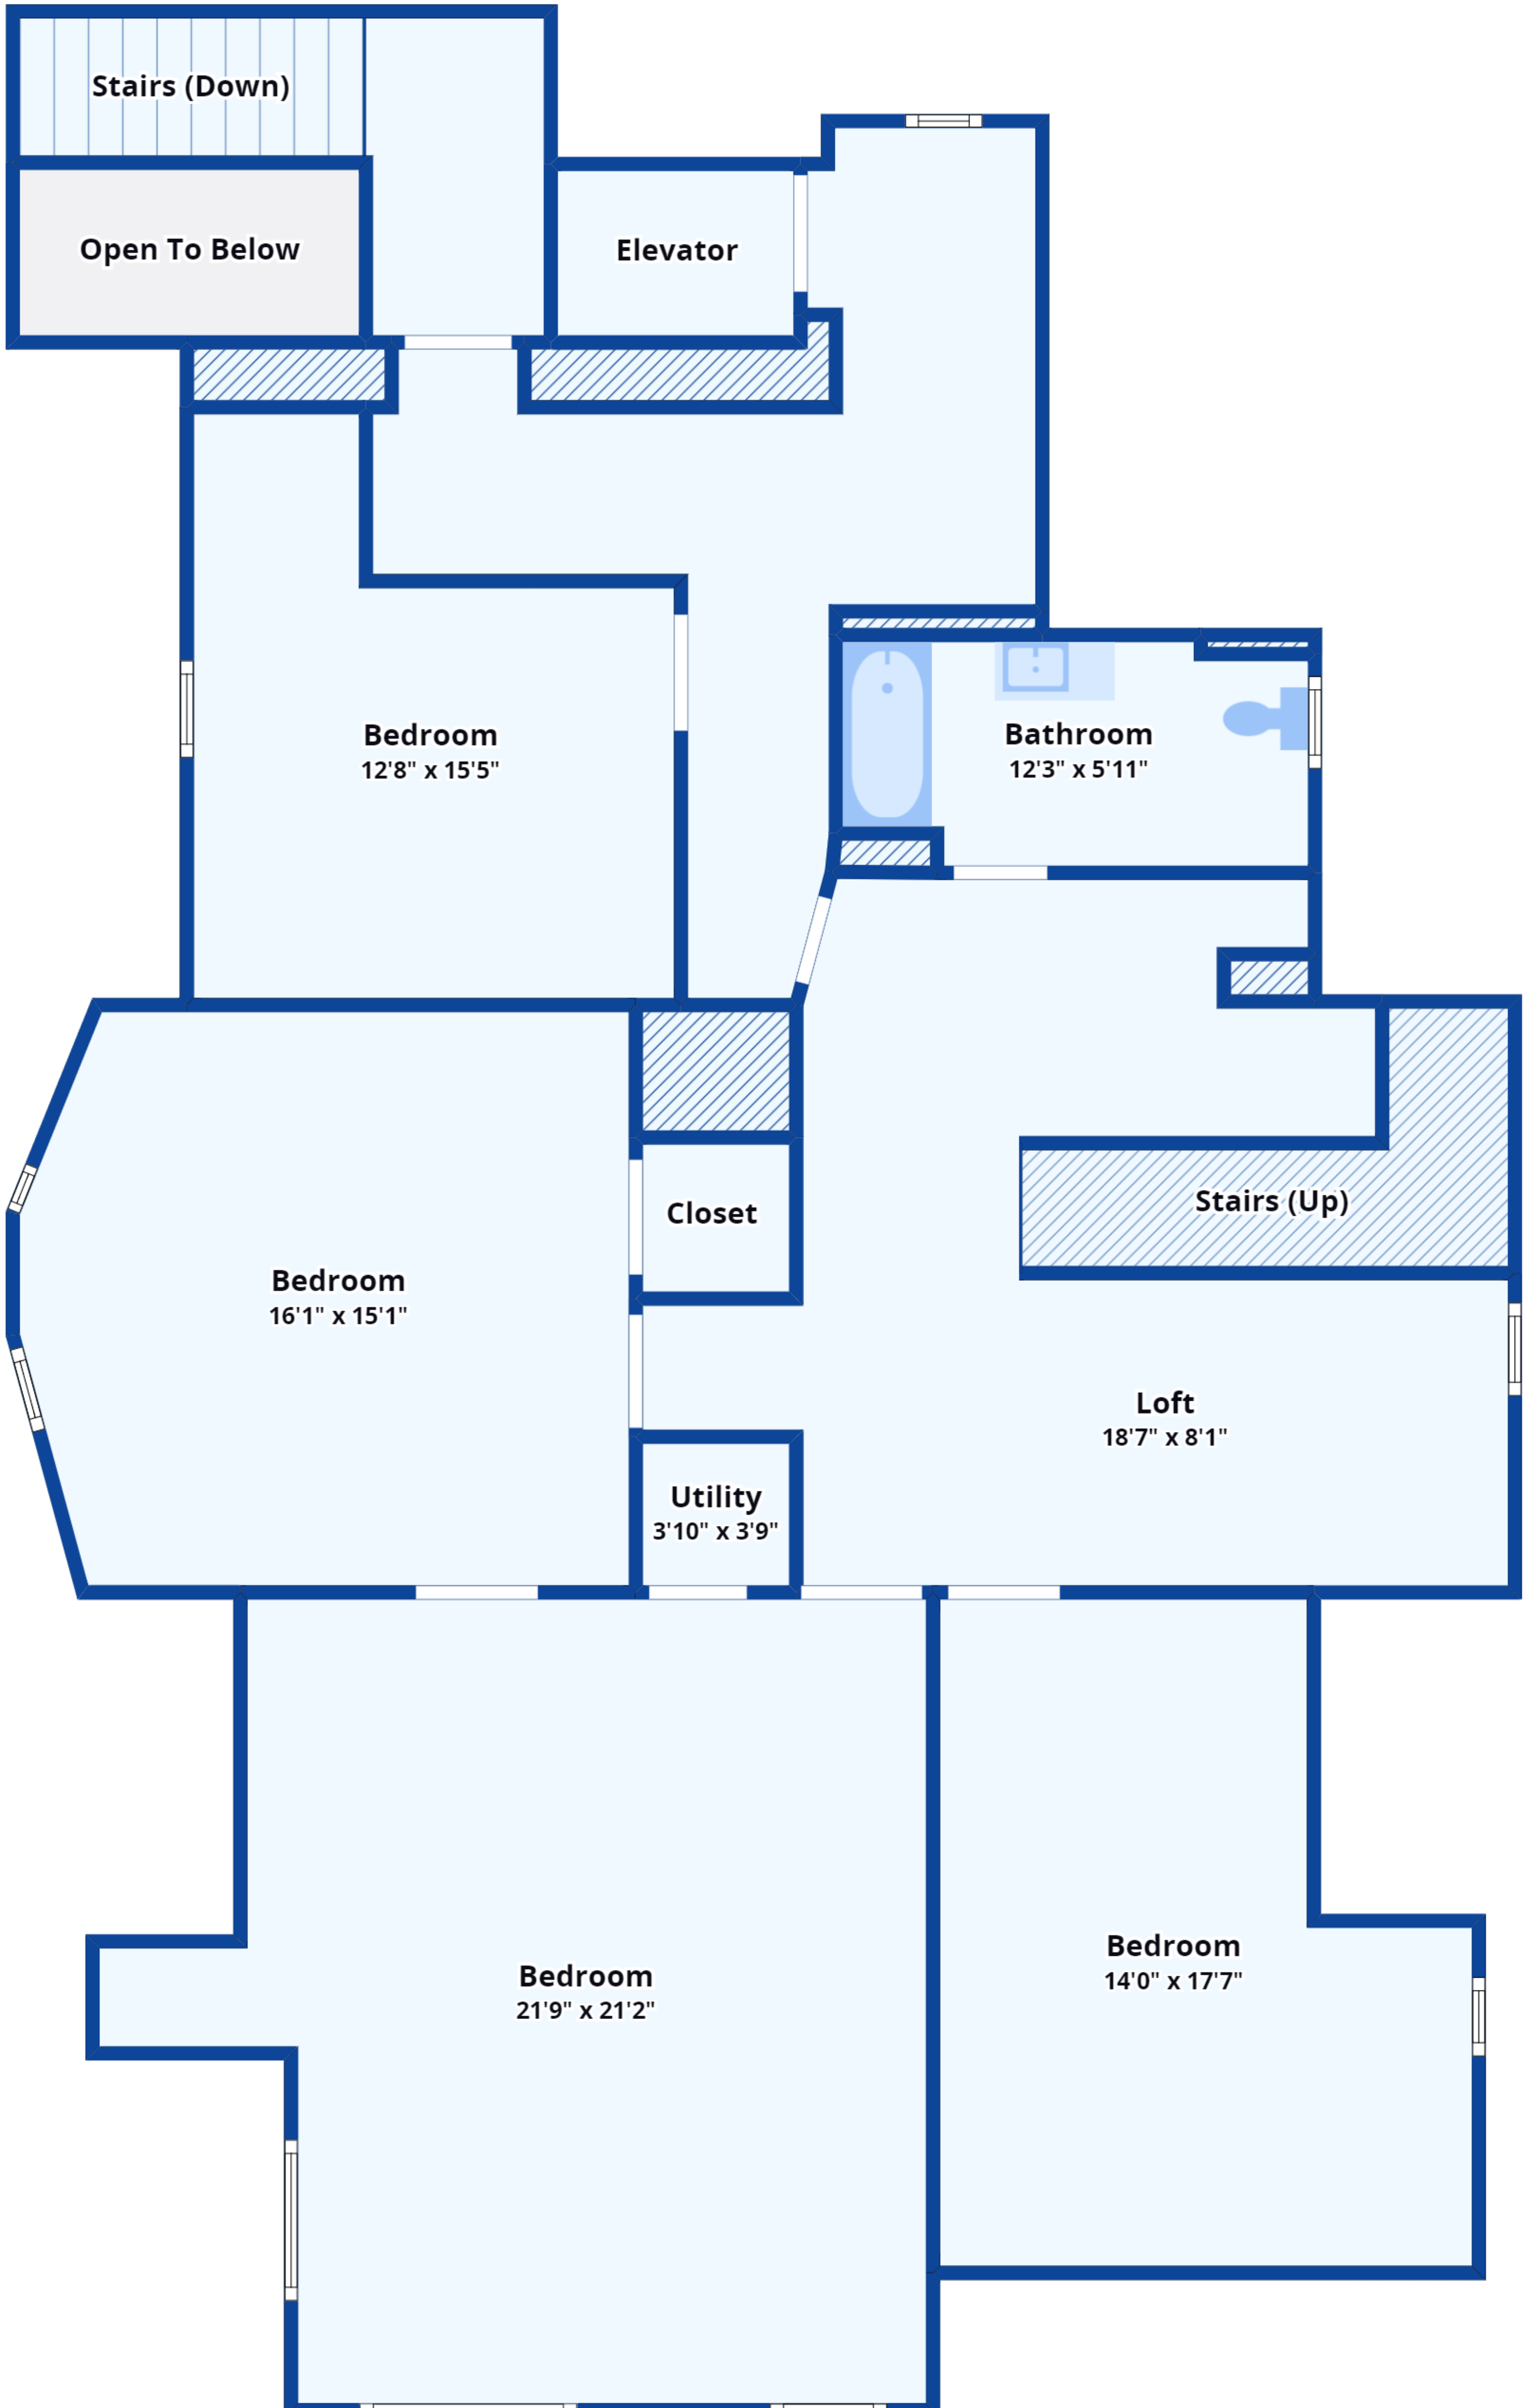 Stairs (Down)
Open To Below
Elevator
Bedroom
12'8" x 15'5"
Bathroom
12'3" x 5'11"
Stairs (Up)
Closet
Bedroom
16'1" x 15'1"
Loft
18'7" x 8'1"
Utility
3'10" x 3'9"
Bedroom
14'0" x 17'7"
Bedroom
21'9" x 21'2"